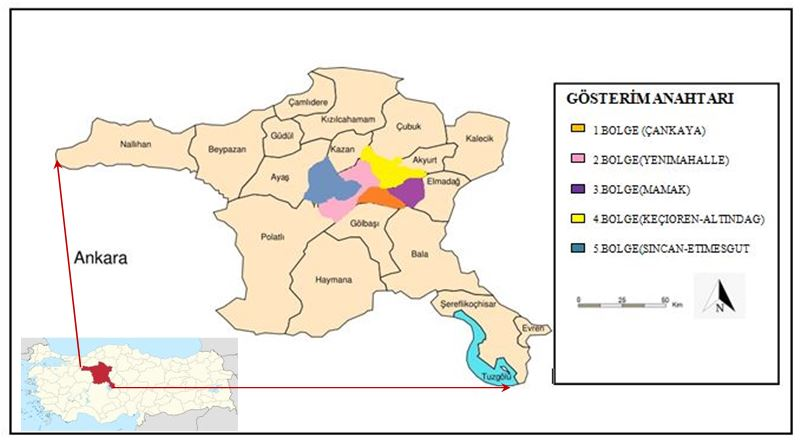 Çamlıdere
Kızılcahamam
Çubuk
Kalecik
Nallıhan
Beypazarı
Güdül
Kazan
Akyurt
Ayaş
Elmadağ
Polatlı
Gölbaşı
Bala
Haymana
Ankara
Şereflikoçhisar
Evren
Tuzgölü
GÖSTERİM ANAHTARI
1.BOLGE (ÇANKAYA)
2.BOLGE(YENIMAHALLE)
3.BOLGE(MAMAK)
4.BOLGE(KEÇIOREN-ALTINDAG)
5.BOLGE(SINCAN-ETIMESGUT
0 25 50 Km
N